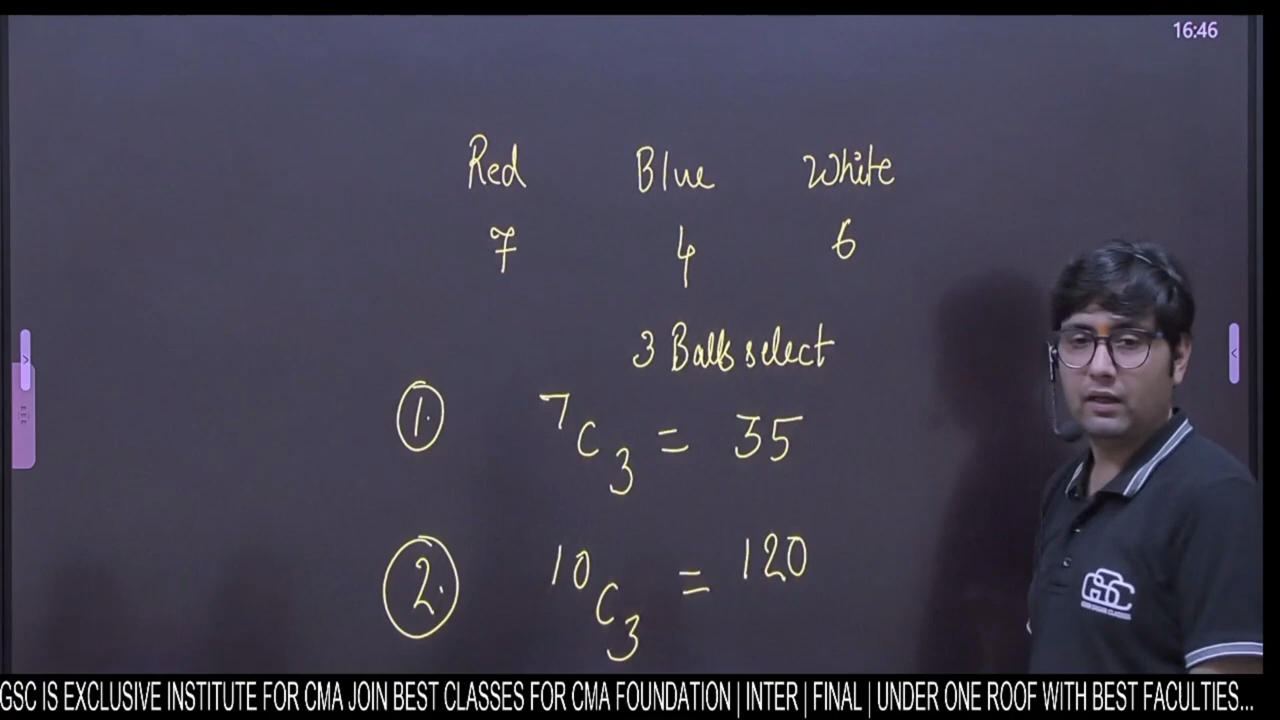 16:46
Red Blue White
7 4 6
3 Balls select
1. 7C3 = 35
2. 10C3 = 120
GSC
GSC IS EXCLUSIVE INSTITUTE FOR CMA JOIN BEST CLASSES FOR CMA FOUNDATION | INTER | FINAL | UNDER ONE ROOF WITH BEST FACULTIES...